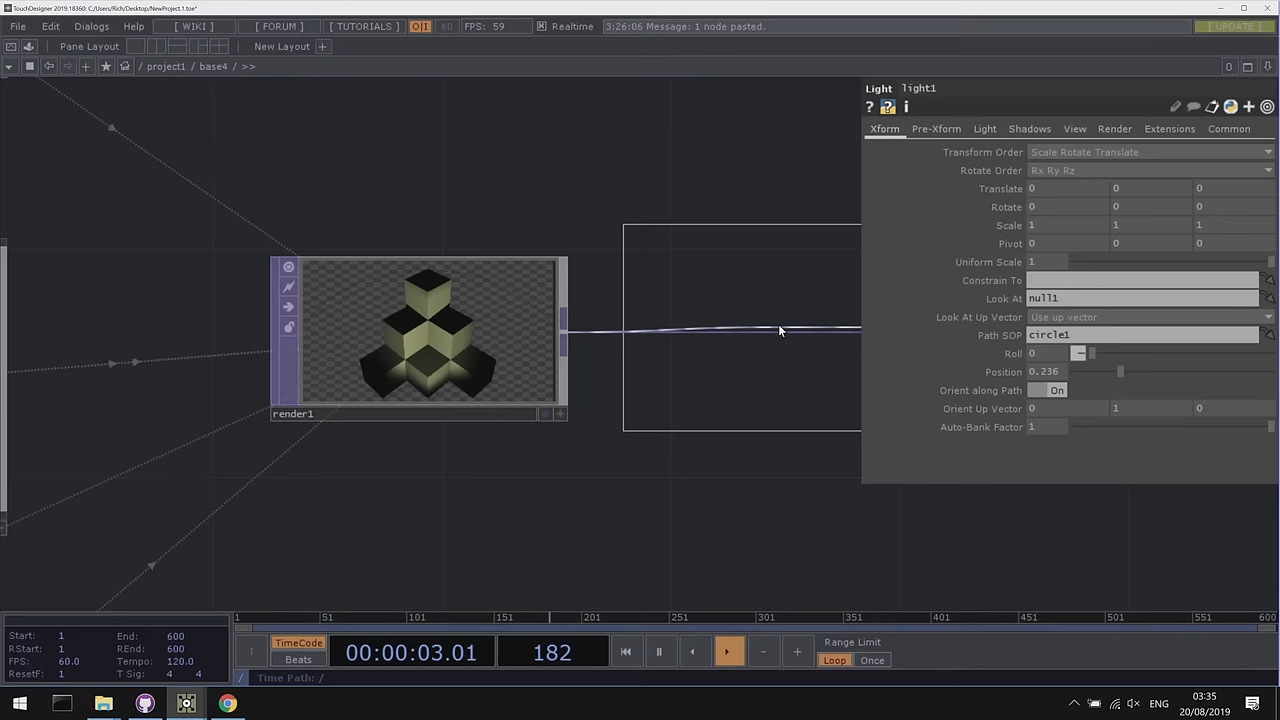 TouchDesigner 2019.18360: C:/Users/Rich/Desktop/NewProject.1.toe*
File Edit Dialogs Help [ WIKI ] [ FORUM ] [ TUTORIALS ] O|I 60 FPS: 59 Realtime 3:26:06 Message: 1 node pasted. [ UPDATE ]
Pane Layout New Layout +
/ project1 / base4 / >> 0
Light light1
? ? i
Xform Pre-Xform Light Shadows View Render Extensions Common
Transform Order Scale Rotate Translate
Rotate Order Rx Ry Rz
Translate 0 0 0
Rotate 0 0 0
Scale 1 1 1
Pivot 0 0 0
Uniform Scale 1
Constrain To
Look At null1
Look At Up Vector Use up vector
Path SOP circle1
Roll 0
Position 0.236
Orient along Path On
Orient Up Vector 0 1 0
Auto-Bank Factor 1
render1
1 51 101 151 201 251 301 351 401 451 501 551 600
Start: 1 End: 600
RStart: 1 REnd: 600
FPS: 60.0 Tempo: 120.0
ResetF: 1 T Sig: 4 4
TimeCode
Beats
00:00:03.01 182
Range Limit
Loop Once
/ Time Path: /
ENG
03:35
20/08/2019